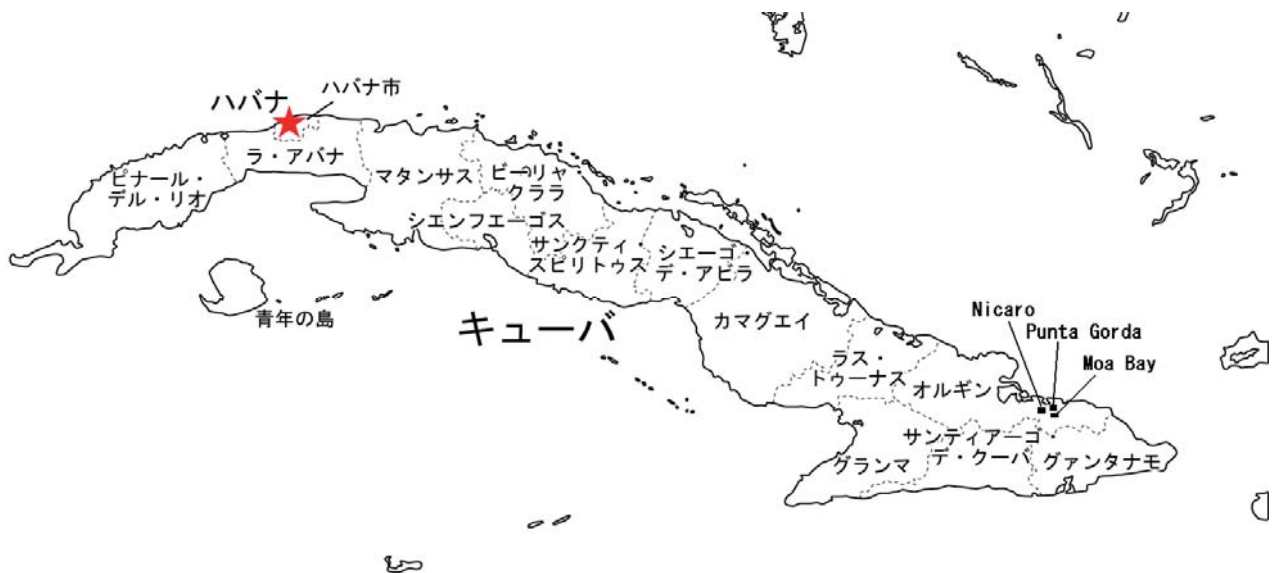 ハバナ
ハバナ市
ラ・アバナ
ピナール・
デル・リオ
マタンサス
ビーリャ
クララ
シエンフエーゴス
サンクティ・
スピリトゥス
シエーゴ・
デ・アビラ
青年の島
キューバ
カマグエイ
ラス・
トゥーナス
オルギン
Nicaro
Punta Gorda
Moa Bay
グランマ
サンティアーゴ・
デ・クーバ
グァンタナモ